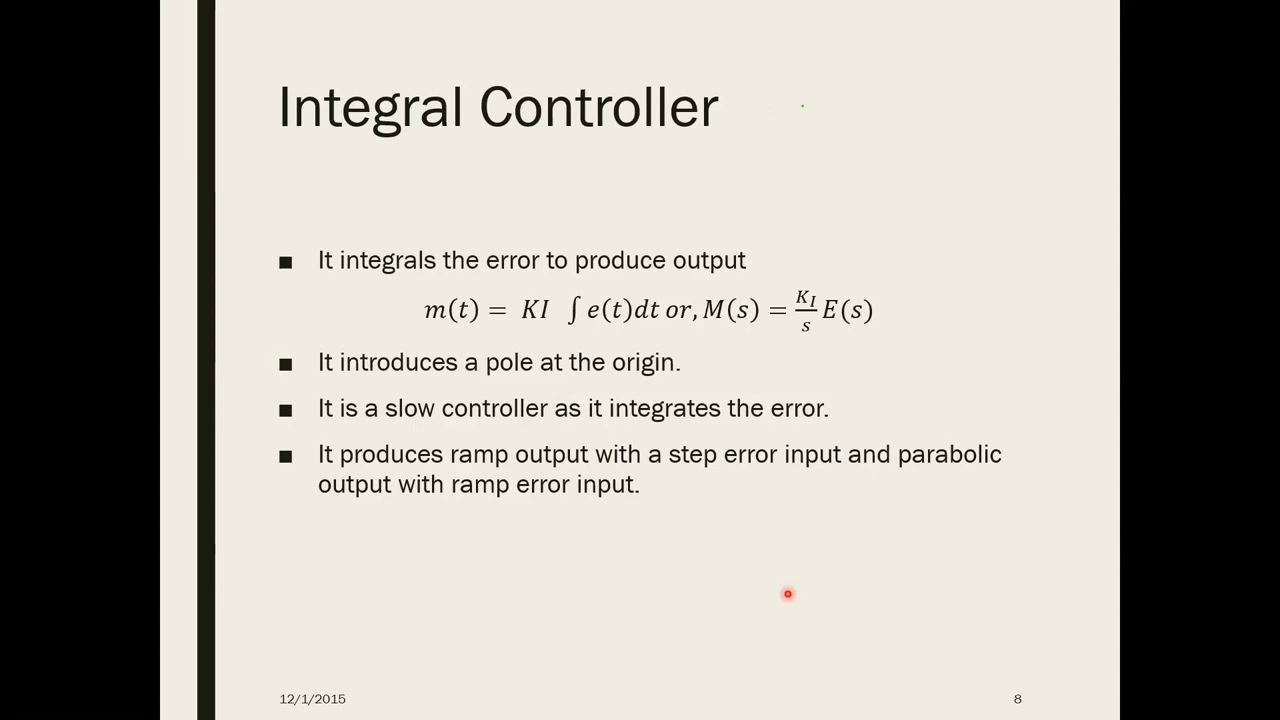 Integral Controller
■ It integrals the error to produce output
m(t) = KI ∫ e(t)dt or, M(s) = \frac{K_I}{s} E(s)
■ It introduces a pole at the origin.
■ It is a slow controller as it integrates the error.
■ It produces ramp output with a step error input and parabolic
output with ramp error input.
12/1/2015
8